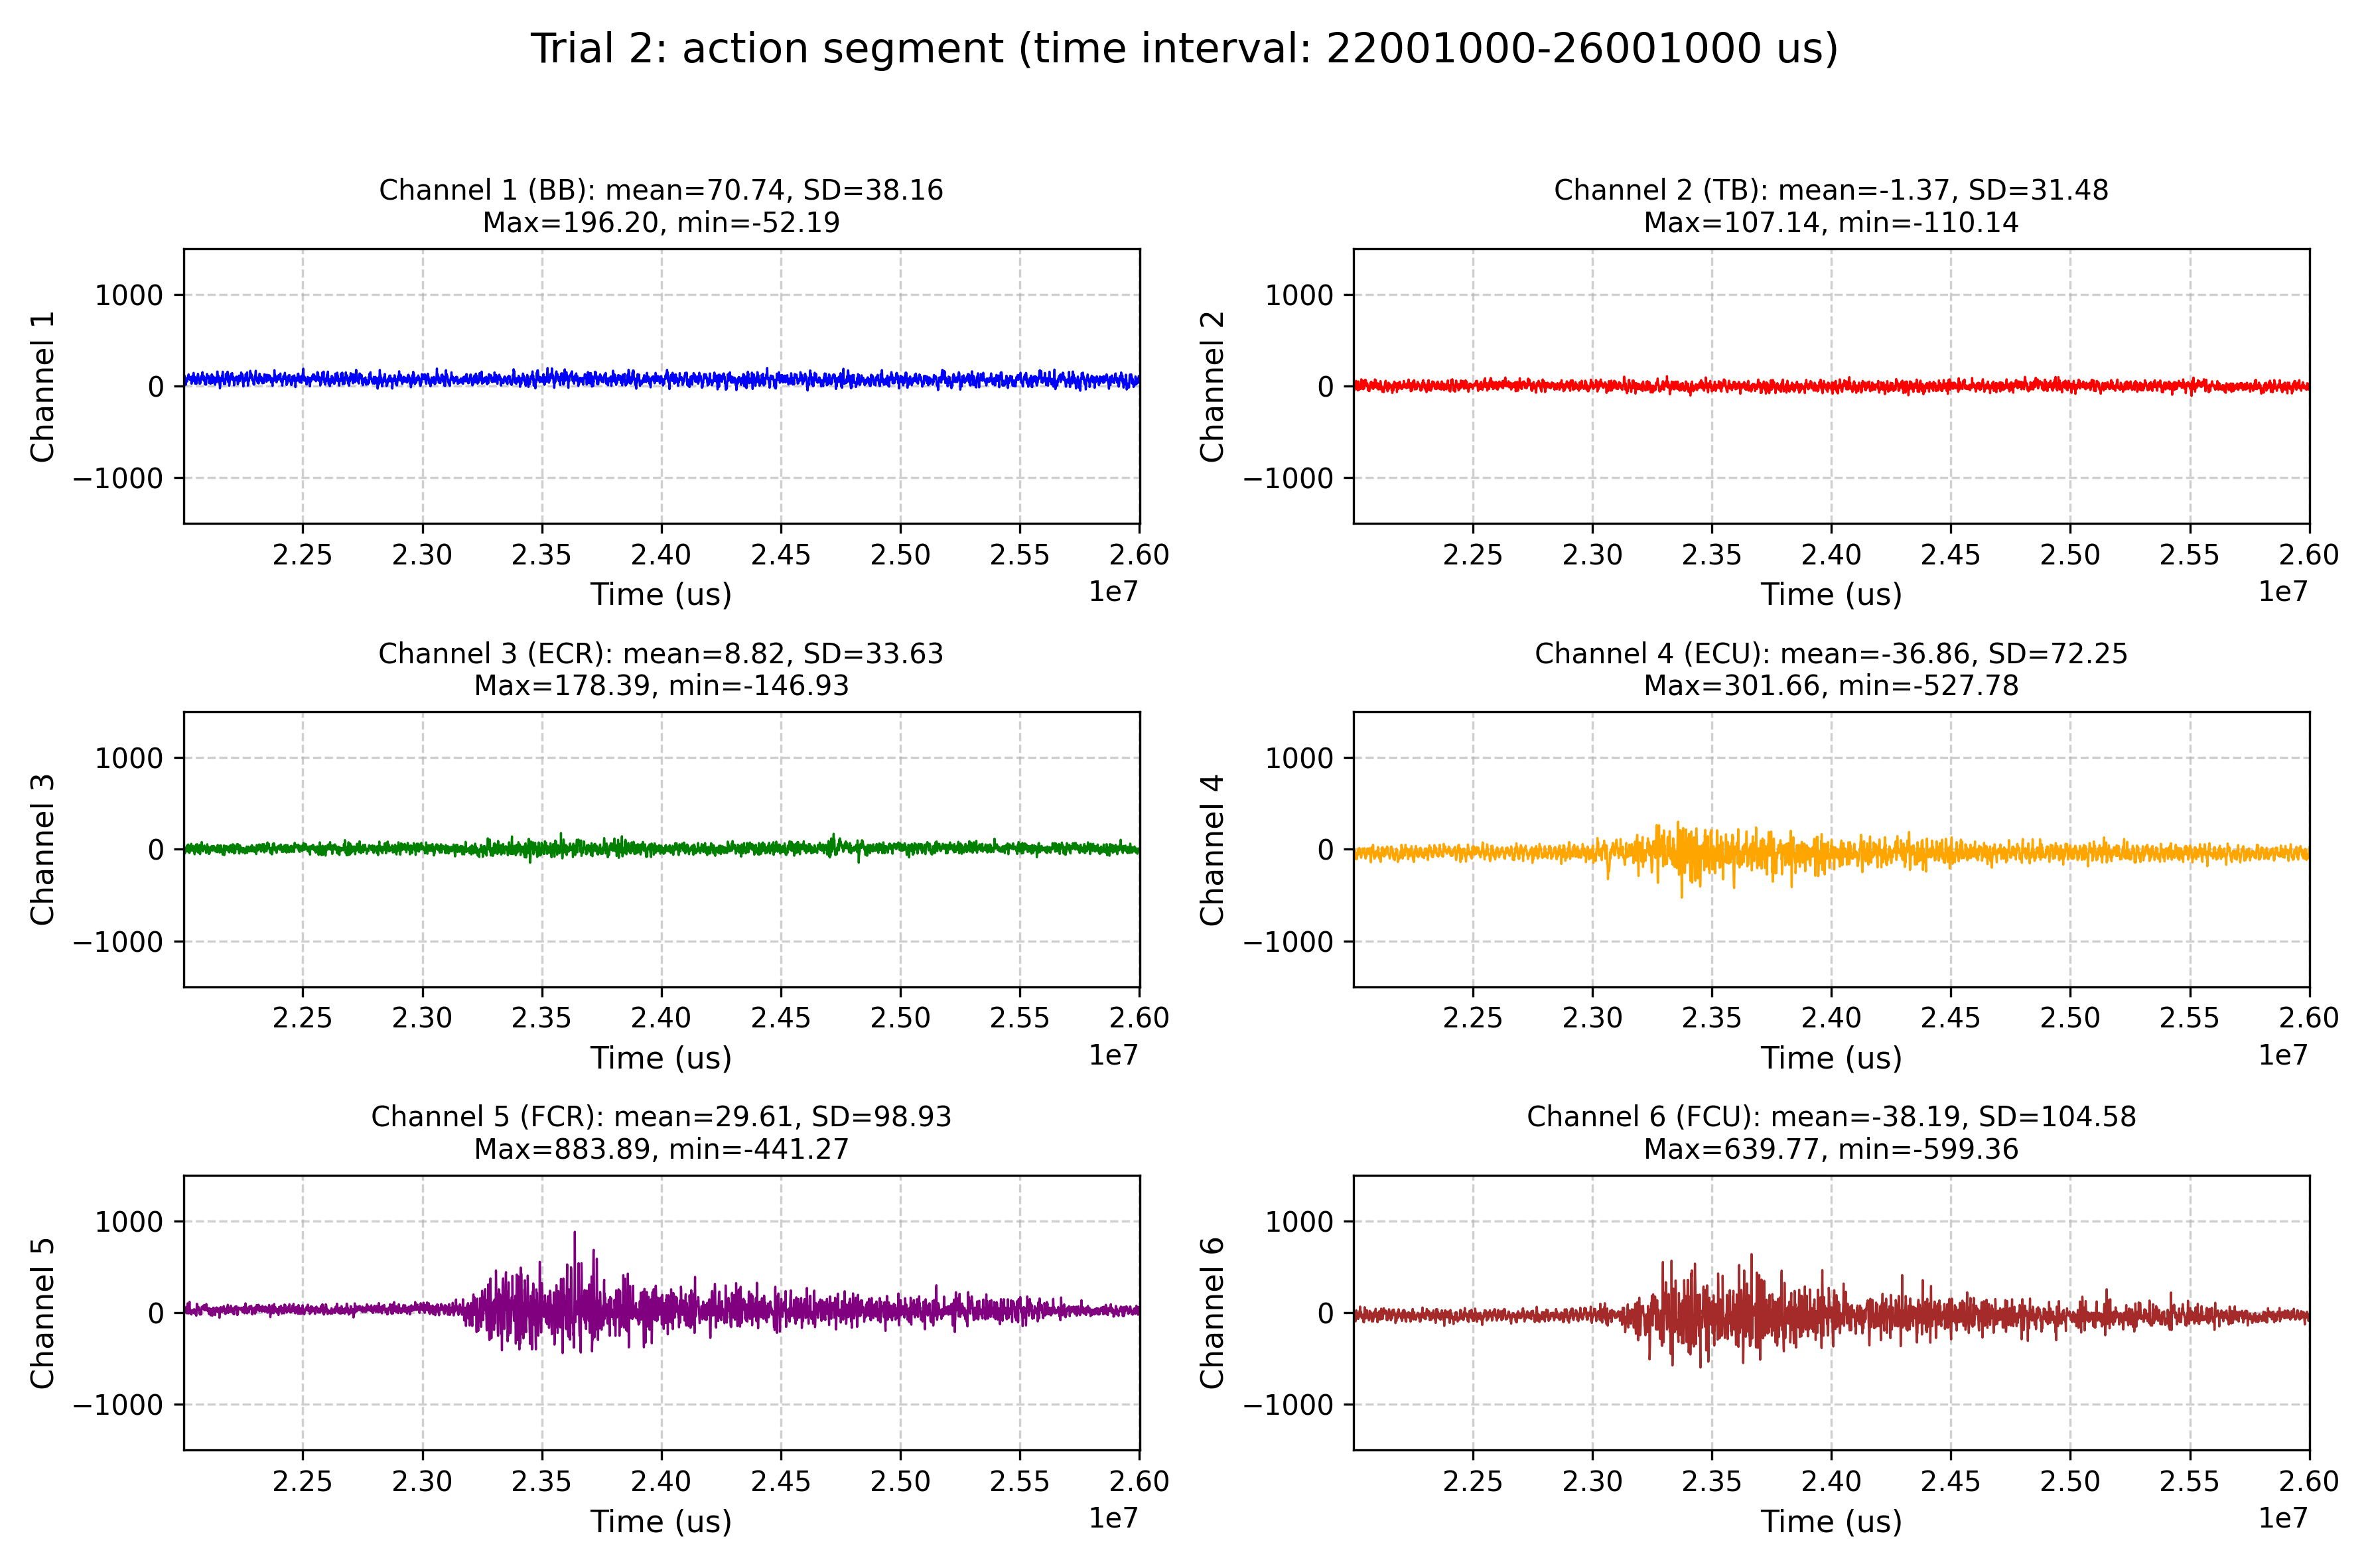 Trial 2: action segment (time interval: 22001000-26001000 us)
Channel 1 (BB): mean=70.74, SD=38.16
Max=196.20, min=-52.19
Channel 1
1000
0
−1000
2.25 2.30 2.35 2.40 2.45 2.50 2.55 2.60
Time (us)
1e7
Channel 2 (TB): mean=-1.37, SD=31.48
Max=107.14, min=-110.14
Channel 2
1000
0
−1000
2.25 2.30 2.35 2.40 2.45 2.50 2.55 2.60
Time (us)
1e7
Channel 3 (ECR): mean=8.82, SD=33.63
Max=178.39, min=-146.93
Channel 3
1000
0
−1000
2.25 2.30 2.35 2.40 2.45 2.50 2.55 2.60
Time (us)
1e7
Channel 4 (ECU): mean=-36.86, SD=72.25
Max=301.66, min=-527.78
Channel 4
1000
0
−1000
2.25 2.30 2.35 2.40 2.45 2.50 2.55 2.60
Time (us)
1e7
Channel 5 (FCR): mean=29.61, SD=98.93
Max=883.89, min=-441.27
Channel 5
1000
0
−1000
2.25 2.30 2.35 2.40 2.45 2.50 2.55 2.60
Time (us)
1e7
Channel 6 (FCU): mean=-38.19, SD=104.58
Max=639.77, min=-599.36
Channel 6
1000
0
−1000
2.25 2.30 2.35 2.40 2.45 2.50 2.55 2.60
Time (us)
1e7